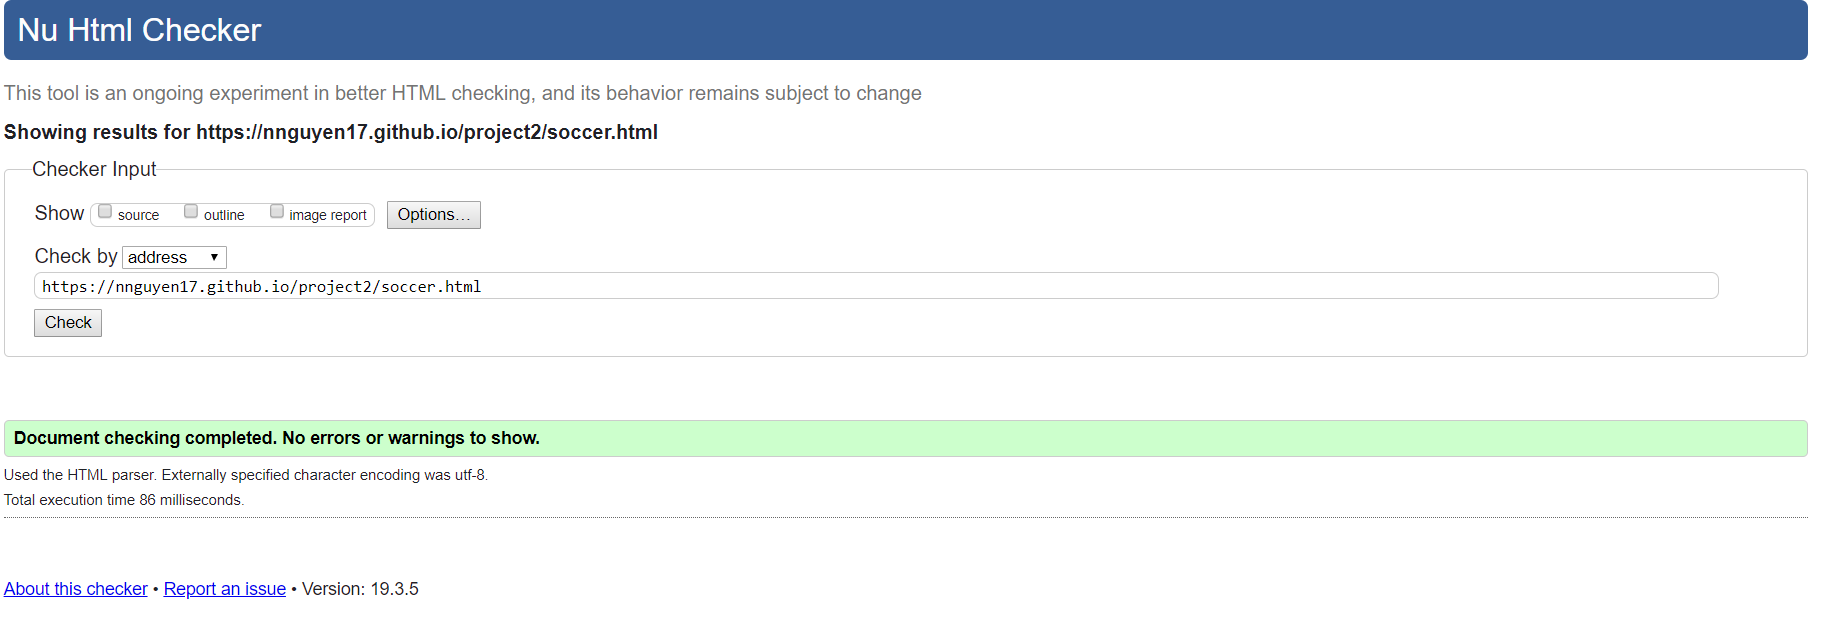 Nu Html Checker
This tool is an ongoing experiment in better HTML checking, and its behavior remains subject to change
Showing results for https://nnguyen17.github.io/project2/soccer.html
Checker Input
Show source outline image report Options...
Check by address
https://nnguyen17.github.io/project2/soccer.html
Check
Document checking completed. No errors or warnings to show.
Used the HTML parser. Externally specified character encoding was utf-8.
Total execution time 86 milliseconds.
About this checker • Report an issue • Version: 19.3.5